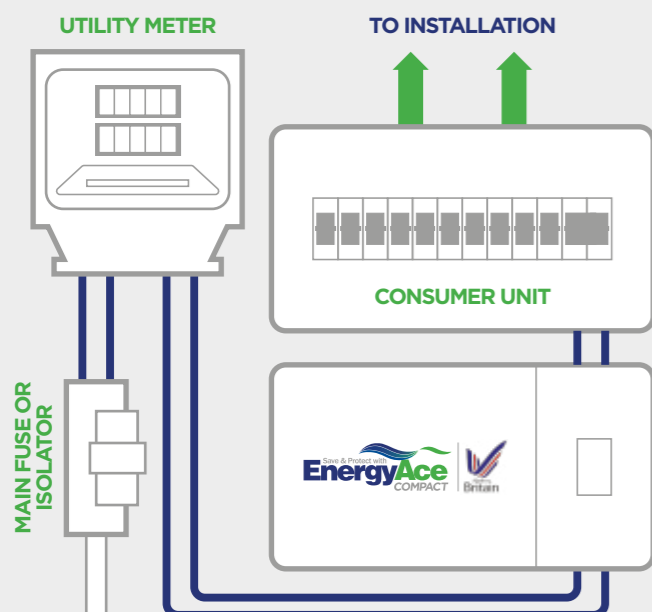 UTILITY METER
TO INSTALLATION
CONSUMER UNIT
MAIN FUSE OR
ISOLATOR
Save & Protect with
EnergyAce
COMPACT
Britain